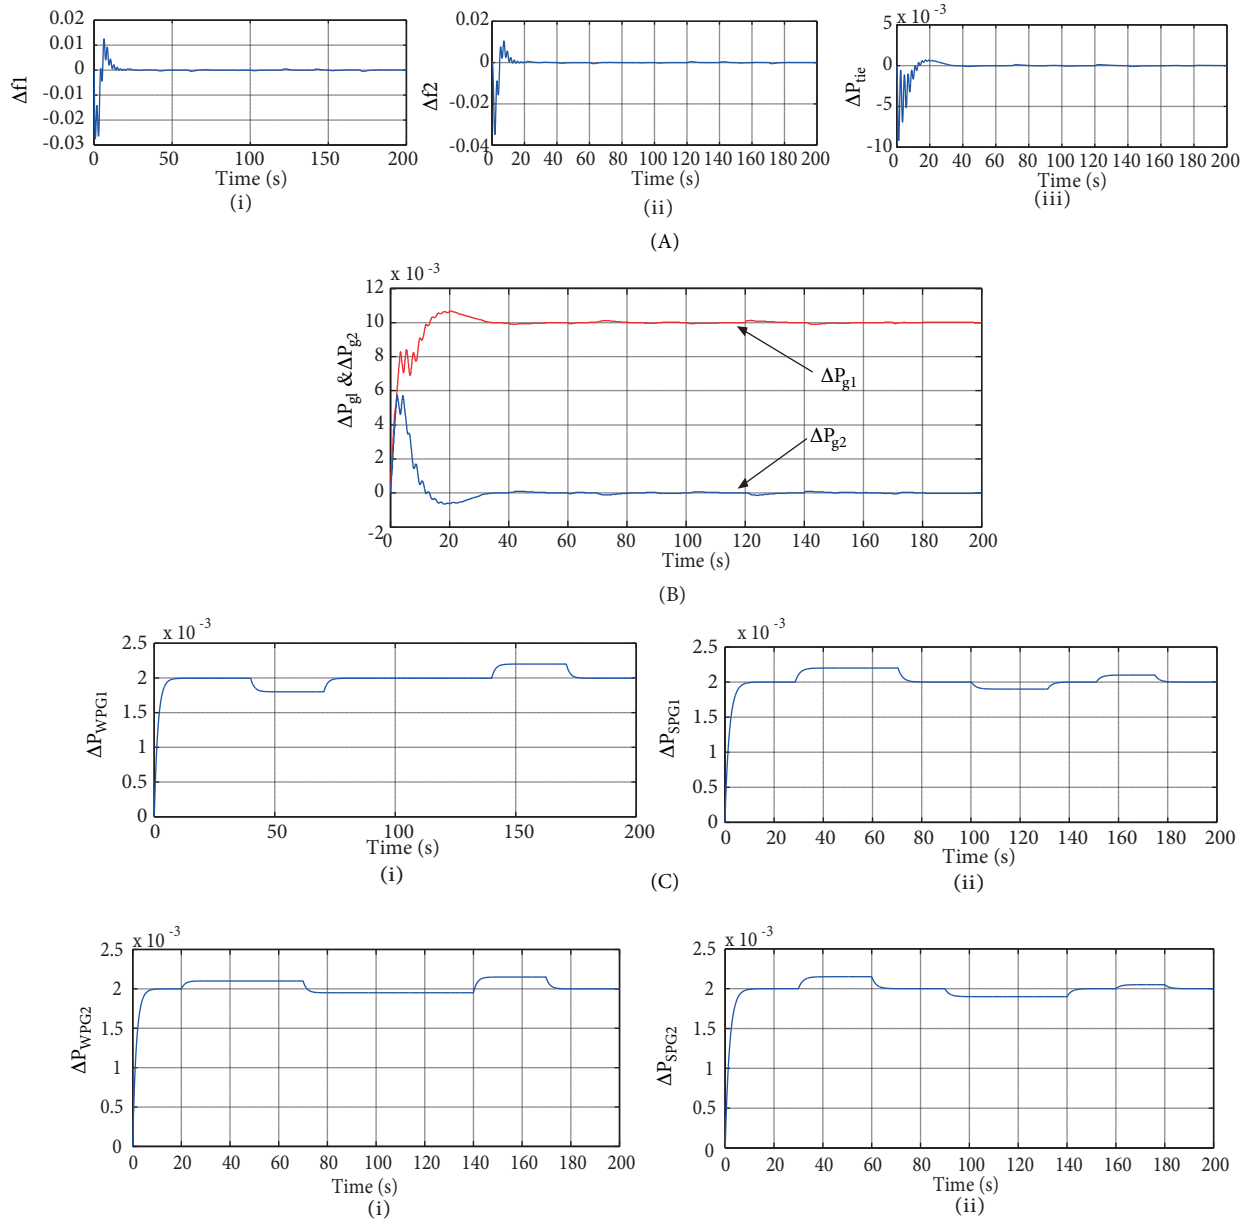 0.02
0.01
0
-0.01
-0.02
-0.03
Δf1
0 50 100 150 200
Time (s)
(i)
0.02
0
-0.02
-0.04
Δf2
0 20 40 60 80 100 120 140 160 180 200
Time (s)
(ii)
x 10 -3
5
0
-5
-10
ΔPtie
0 20 40 60 80 100 120 140 160 180 200
Time (s)
(iii)
(A)
x 10 -3
12
10
8
6
4
2
0
-2
ΔPgl &ΔPg2
ΔPg1
ΔPg2
0 20 40 60 80 100 120 140 160 180 200
Time (s)
(B)
x 10 -3
2.5
2
1.5
1
0.5
0
ΔPWPG1
0 50 100 150 200
Time (s)
(i)
x 10 -3
2.5
2
1.5
1
0.5
0
ΔPSPG1
0 20 40 60 80 100 120 140 160 180 200
Time (s)
(ii)
(C)
x 10 -3
2.5
2
1.5
1
0.5
0
ΔPWPG2
0 20 40 60 80 100 120 140 160 180 200
Time (s)
(i)
x 10 -3
2.5
2
1.5
1
0.5
0
ΔPSPG2
0 20 40 60 80 100 120 140 160 180 200
Time (s)
(ii)